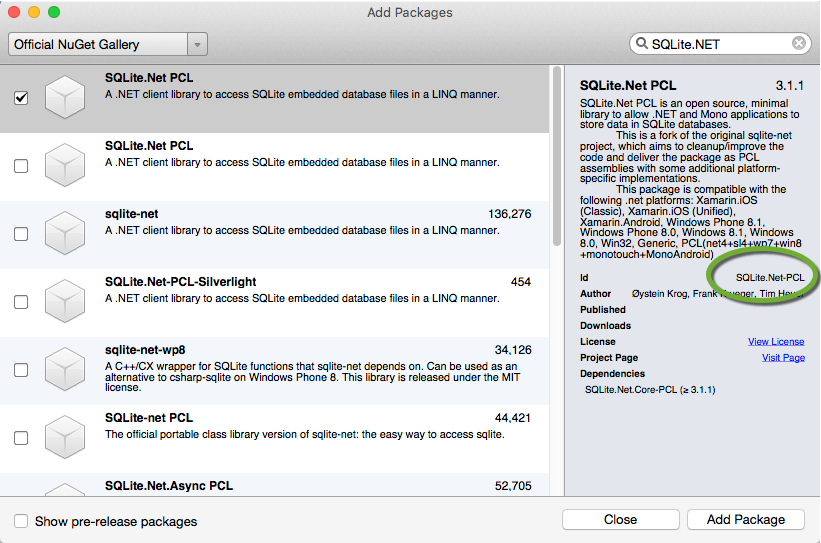 Add Packages
Official NuGet Gallery
SQLite.NET
SQLite.Net PCL
A .NET client library to access SQLite embedded database files in a LINQ manner.
SQLite.Net PCL
A .NET client library to access SQLite embedded database files in a LINQ manner.
sqlite-net 136,276
A .NET client library to access SQLite embedded database files in a LINQ manner.
SQLite.Net-PCL-Silverlight 454
A .NET client library to access SQLite embedded database files in a LINQ manner.
sqlite-net-wp8 34,126
A C++/CX wrapper for SQLite functions that sqlite-net depends on. Can be used as an
alternative to csharp-sqlite on Windows Phone 8. This library is released under the MIT
license.
SQLite-net PCL 44,421
The official portable class library version of sqlite-net: the easy way to access sqlite.
SQLite.Net.Async PCL 52,705
SQLite.Net PCL 3.1.1
SQLite.Net PCL is an open source, minimal
library to allow .NET and Mono applications to
store data in SQLite databases.
This is a fork of the original sqlite-net
project, which aims to cleanup/improve the
code and deliver the package as PCL
assemblies with some additional platform-
specific implementations.
This package is compatible with the
following .net platforms: Xamarin.iOS
(Classic), Xamarin.iOS (Unified),
Xamarin.Android, Windows Phone 8.1,
Windows Phone 8.0, Windows 8.1, Windows
8.0, Win32, Generic, PCL(net4+sl4+wp7+win8
+monotouch+MonoAndroid)
Id SQLite.Net-PCL
Author Øystein Krog, Frank Krueger, Tim Heuer
Published
Downloads
License View License
Project Page Visit Page
Dependencies
SQLite.Net.Core-PCL (≥ 3.1.1)
Show pre-release packages
Close
Add Package